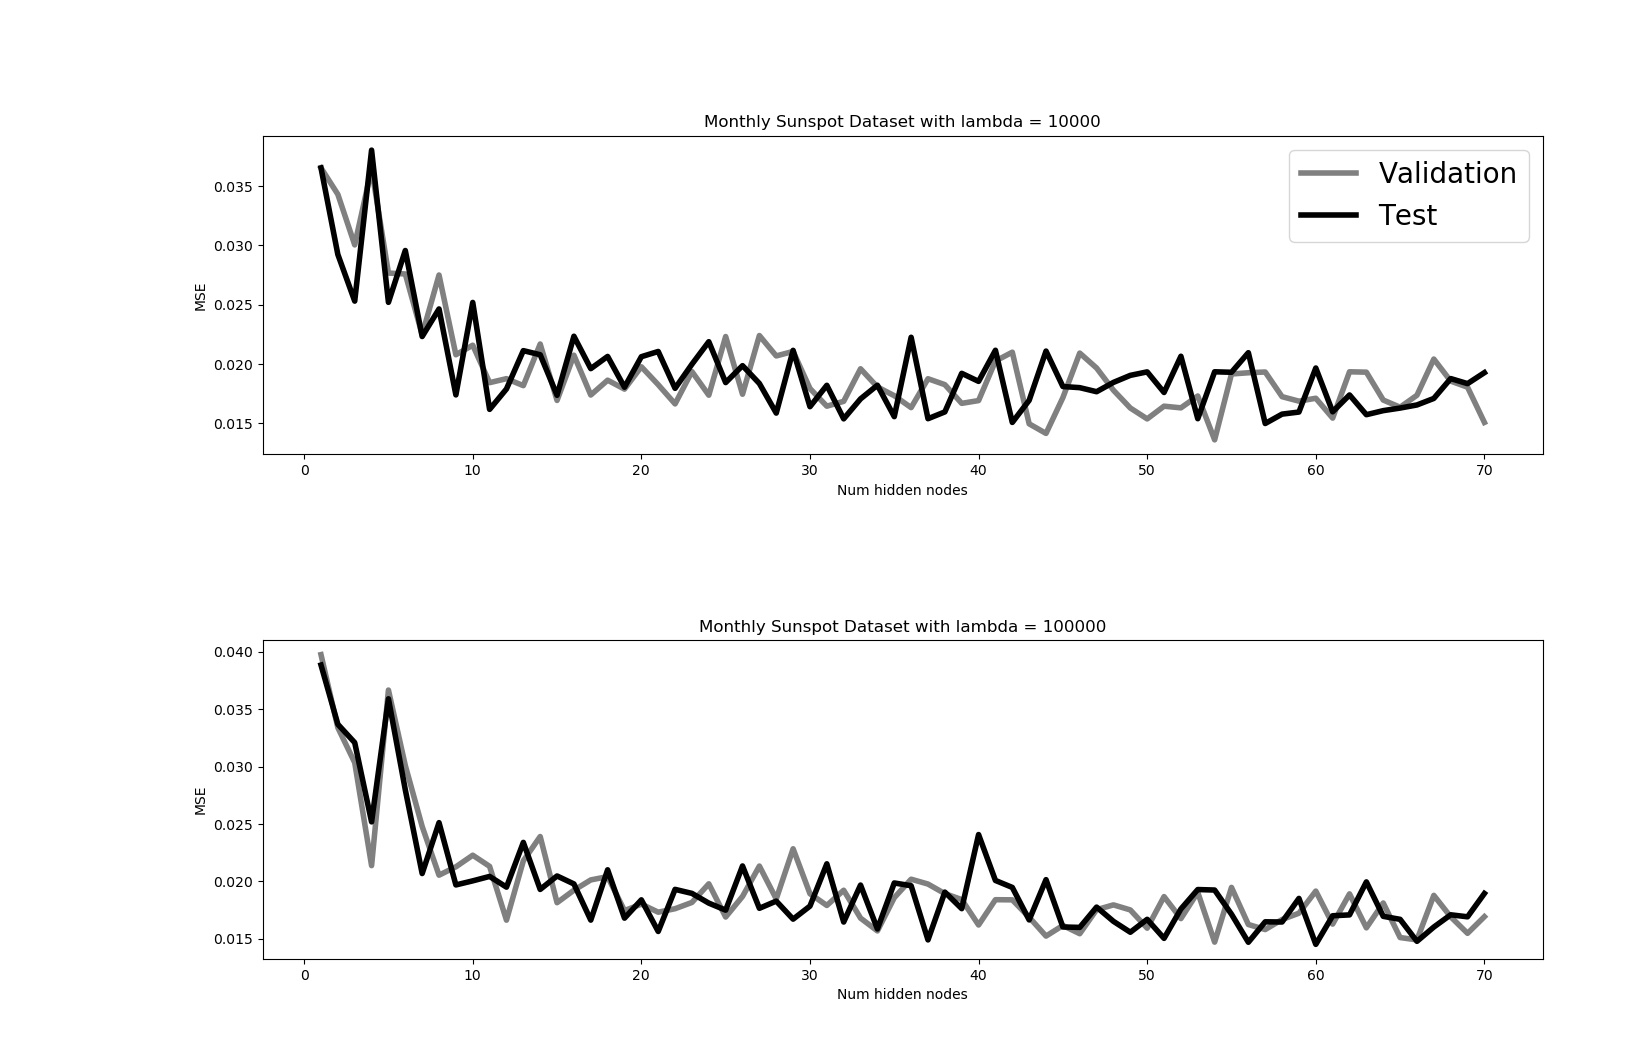 Monthly Sunspot Dataset with lambda = 10000
Validation
Test
0.035
0.030
0.025
0.020
0.015
MSE
0 10 20 30 40 50 60 70
Num hidden nodes
Monthly Sunspot Dataset with lambda = 100000
0.040
0.035
0.030
0.025
0.020
0.015
MSE
0 10 20 30 40 50 60 70
Num hidden nodes